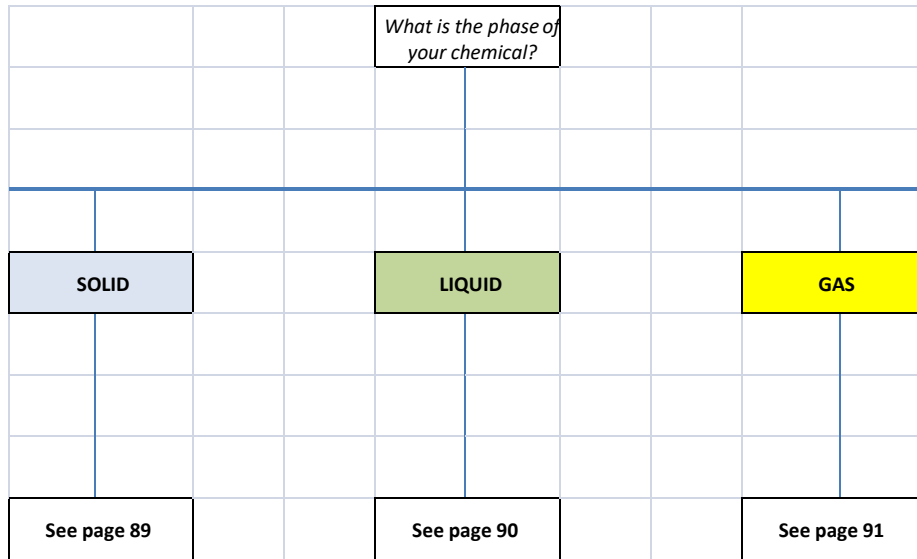 What is the phase of
your chemical?
SOLID
LIQUID
GAS
See page 89
See page 90
See page 91